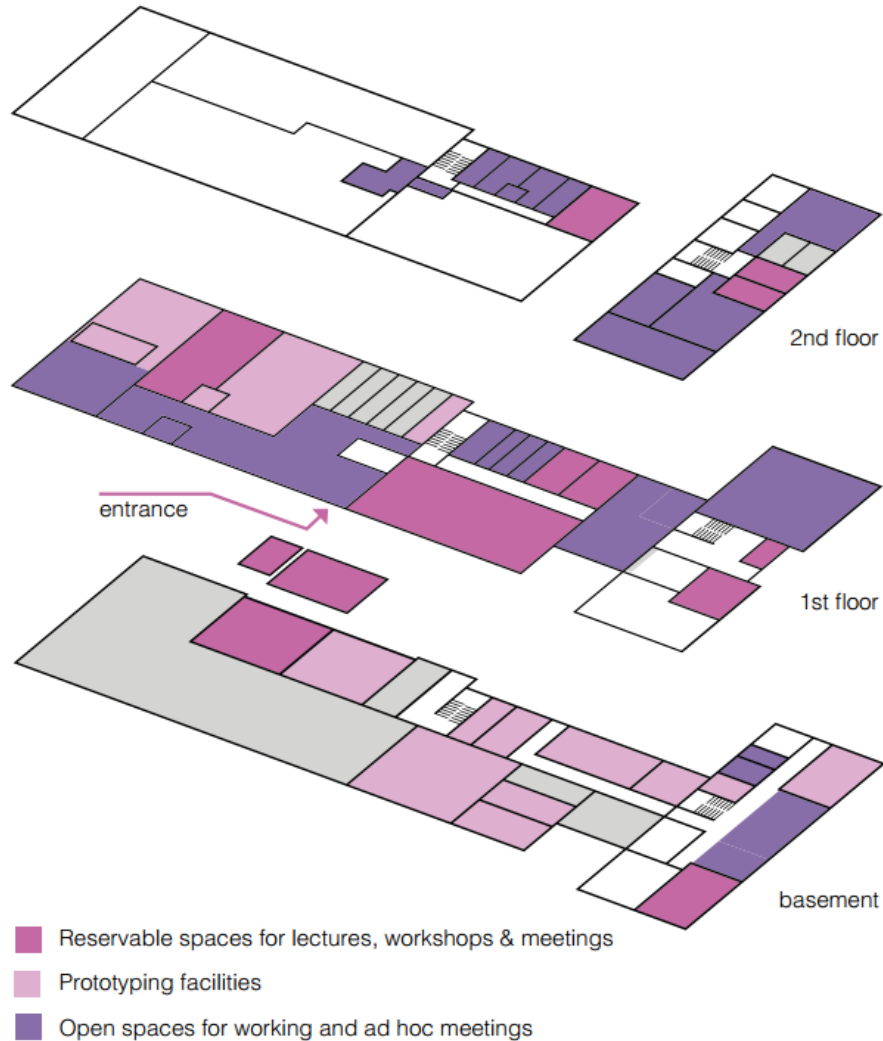 2nd floor
entrance
1st floor
basement
Reservable spaces for lectures, workshops & meetings
Prototyping facilities
Open spaces for working and ad hoc meetings